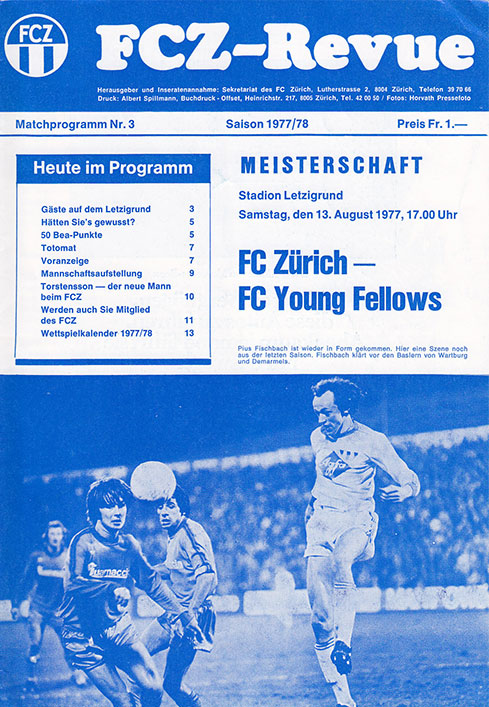 FCZ
FCZ-Revue
Herausgeber und Inseratenannahme: Sekretariat des FC Zürich, Lutherstrasse 2, 8004 Zürich, Telefon 39 70 66
Druck: Albert Spillmann, Buchdruck - Offset, Heinrichstr. 217, 8005 Zürich, Tel. 42 00 50 / Fotos: Horvath Pressefoto
Matchprogramm Nr. 3 Saison 1977/78 Preis Fr. 1.—
Heute im Programm
Gäste auf dem Letzigrund 3
Hätten Sie's gewusst? 5
50 Bea-Punkte 5
Totomat 7
Voranzeige 7
Mannschaftsaufstellung 9
Torstensson — der neue Mann
beim FCZ 10
Werden auch Sie Mitglied
des FCZ 11
Wettspielkalender 1977/78 13
MEISTERSCHAFT
Stadion Letzigrund
Samstag, den 13. August 1977, 17.00 Uhr
FC Zürich —
FC Young Fellows
Pius Fischbach ist wieder in Form gekommen. Hier eine Szene noch
aus der letzten Saison. Fischbach klärt vor den Baslern von Wartburg
und Demarmels.